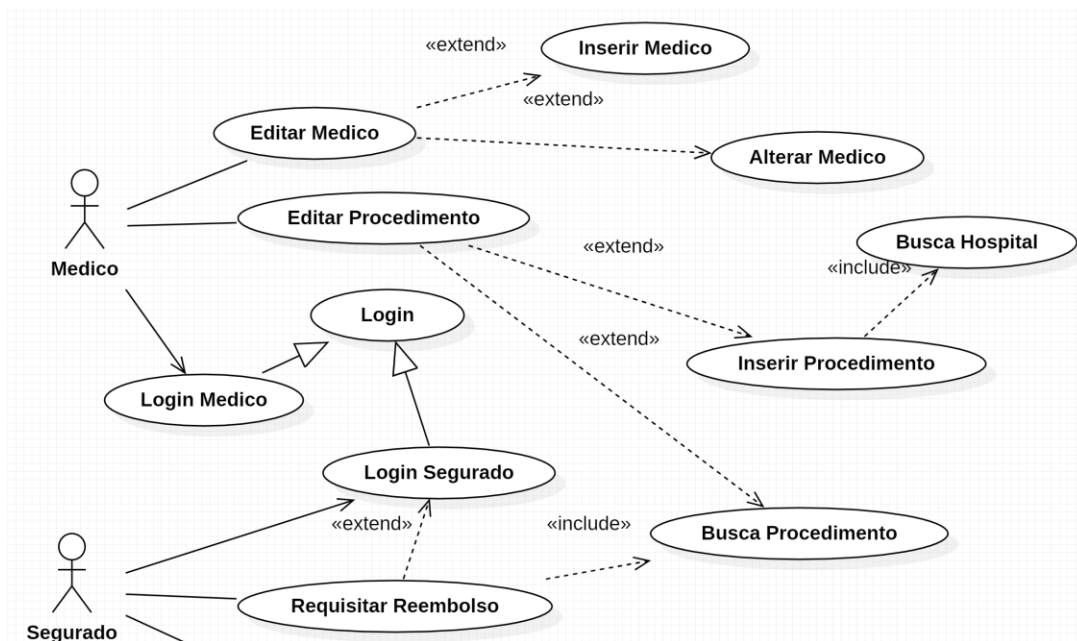 «extend»
Inserir Medico
«extend»
Editar Medico
Alterar Medico
Editar Procedimento
Busca Hospital
«extend»
«include»
Medico
Login
«extend»
Inserir Procedimento
Login Medico
Login Segurado
«extend»
«include»
Busca Procedimento
Requisitar Reembolso
Segurado